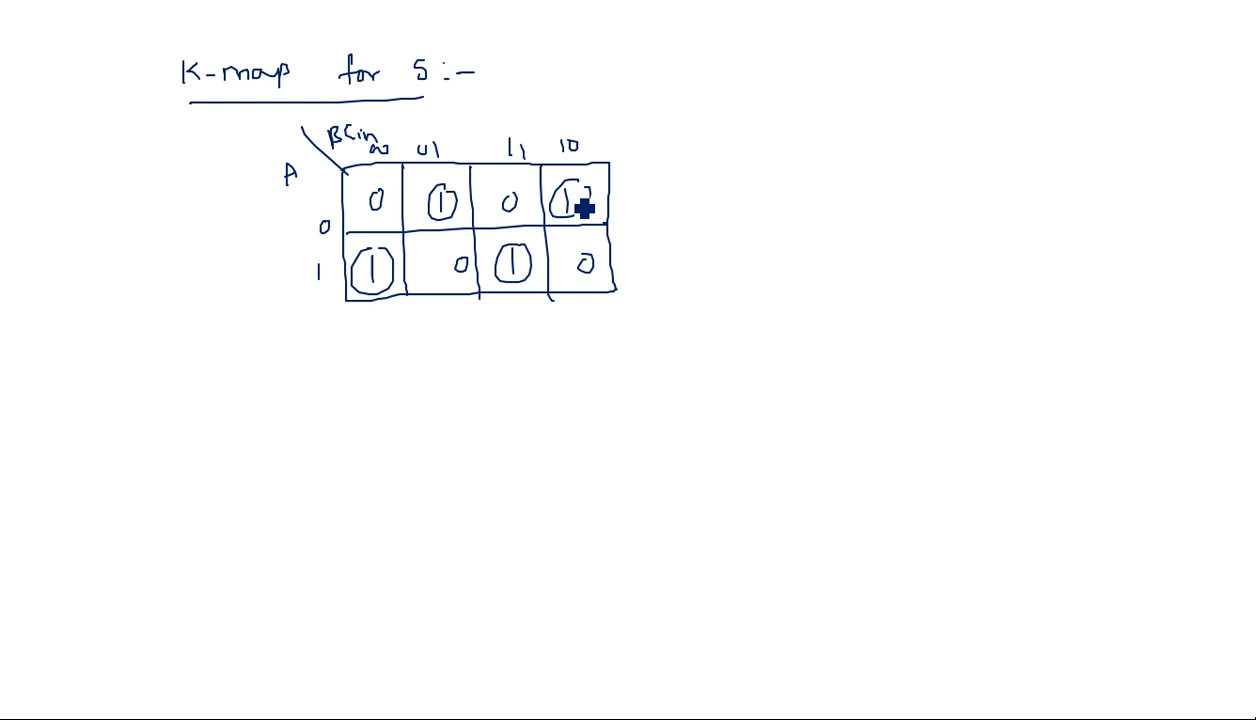 K-map for S :-
BCin
00 01 11 10
A
0 1 0 1
0
1 1 0 1 0